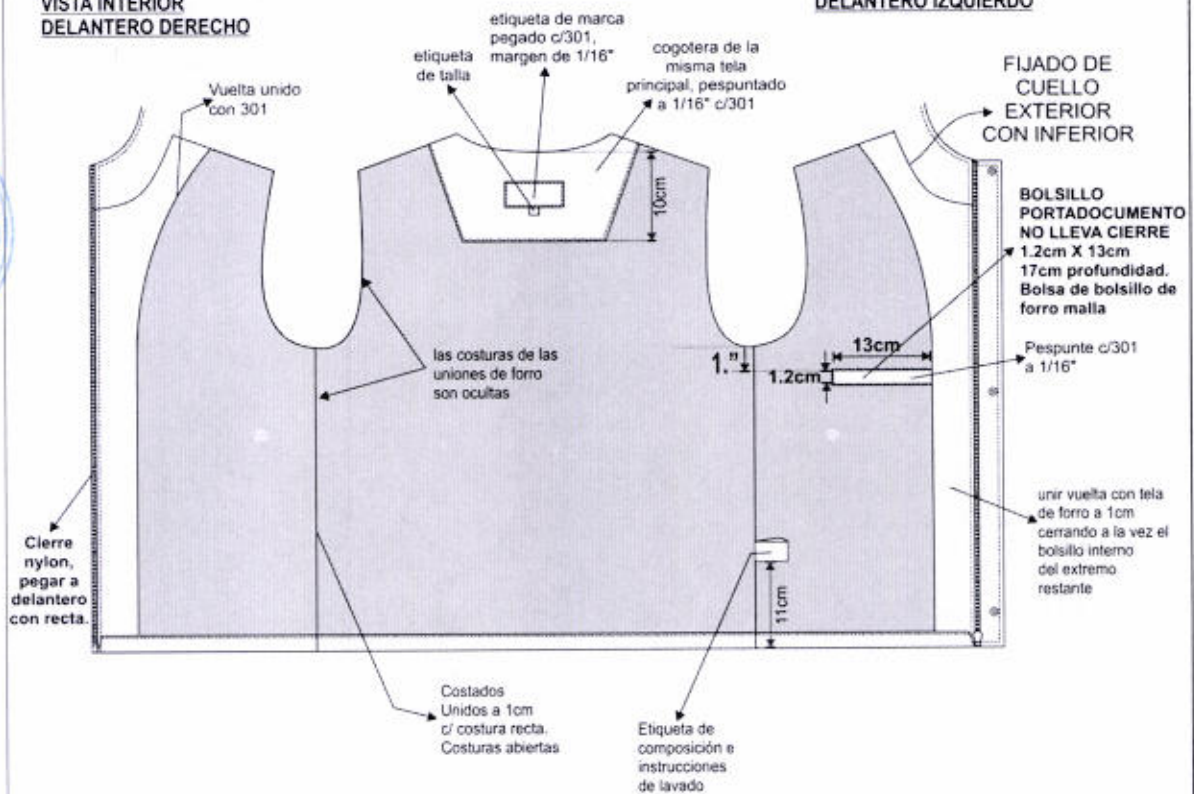 VISTA INTERIOR
DELANTERO DERECHO
DELANTERO IZQUIERDO
etiqueta de marca
pegado c/301,
margen de 1/16"
etiqueta
de talla
cogotera de la
misma tela
principal, pespuntado
a 1/16" c/301
Vuelta unido
con 301
FIJADO DE
CUELLO
EXTERIOR
CON INFERIOR
10cm
BOLSILLO
PORTADOCUMENTO
NO LLEVA CIERRE
1.2cm X 13cm
17cm profundidad.
Bolsa de bolsillo de
forro malla
las costuras de las
uniones de forro
son ocultas
1."
13cm
1.2cm
Pespunte c/301
a 1/16"
Cierre
nylon,
pegar a
delantero
con recta.
unir vuelta con tela
de forro a 1cm
cerrando a la vez el
bolsillo interno
del extremo
restante
11cm
Costados
Unidos a 1cm
c/ costura recta.
Costuras abiertas
Etiqueta de
composición e
instrucciones
de lavado